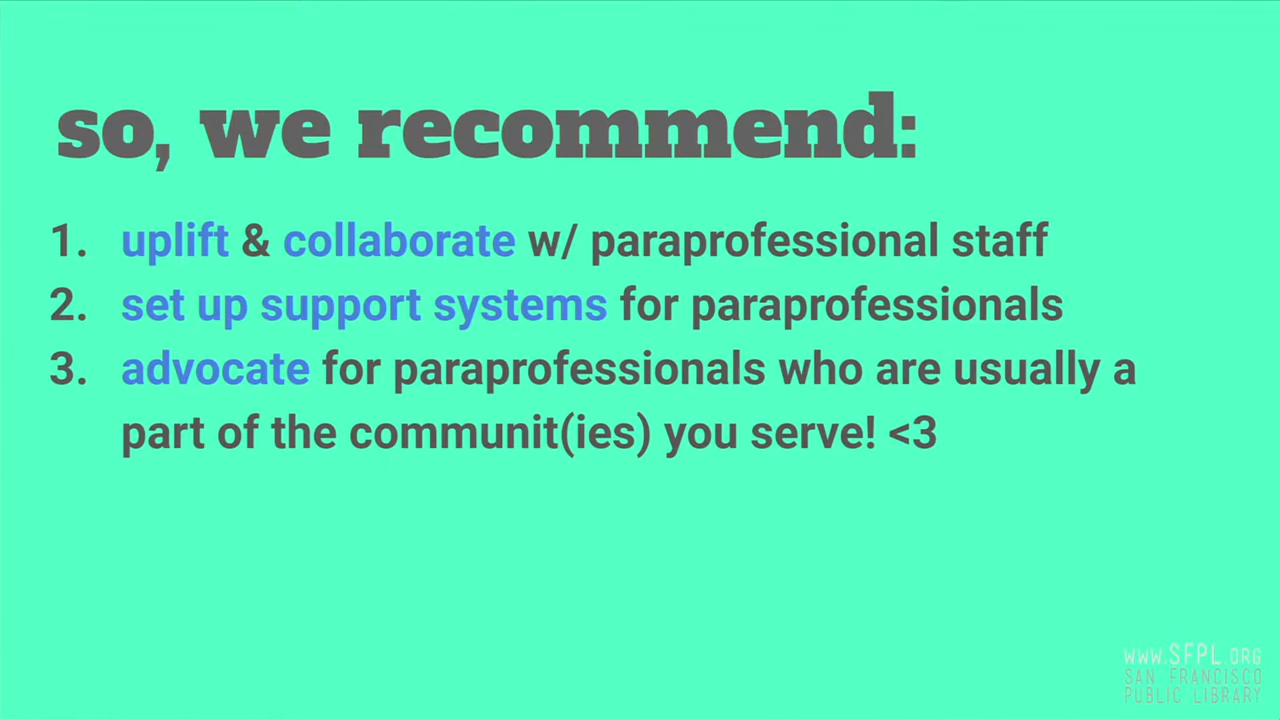 so, we recommend:
1. uplift & collaborate w/ paraprofessional staff
2. set up support systems for paraprofessionals
3. advocate for paraprofessionals who are usually a
part of the communit(ies) you serve! <3
www.SFPL.ORG
SAN FRANCISCO
PUBLIC LIBRARY